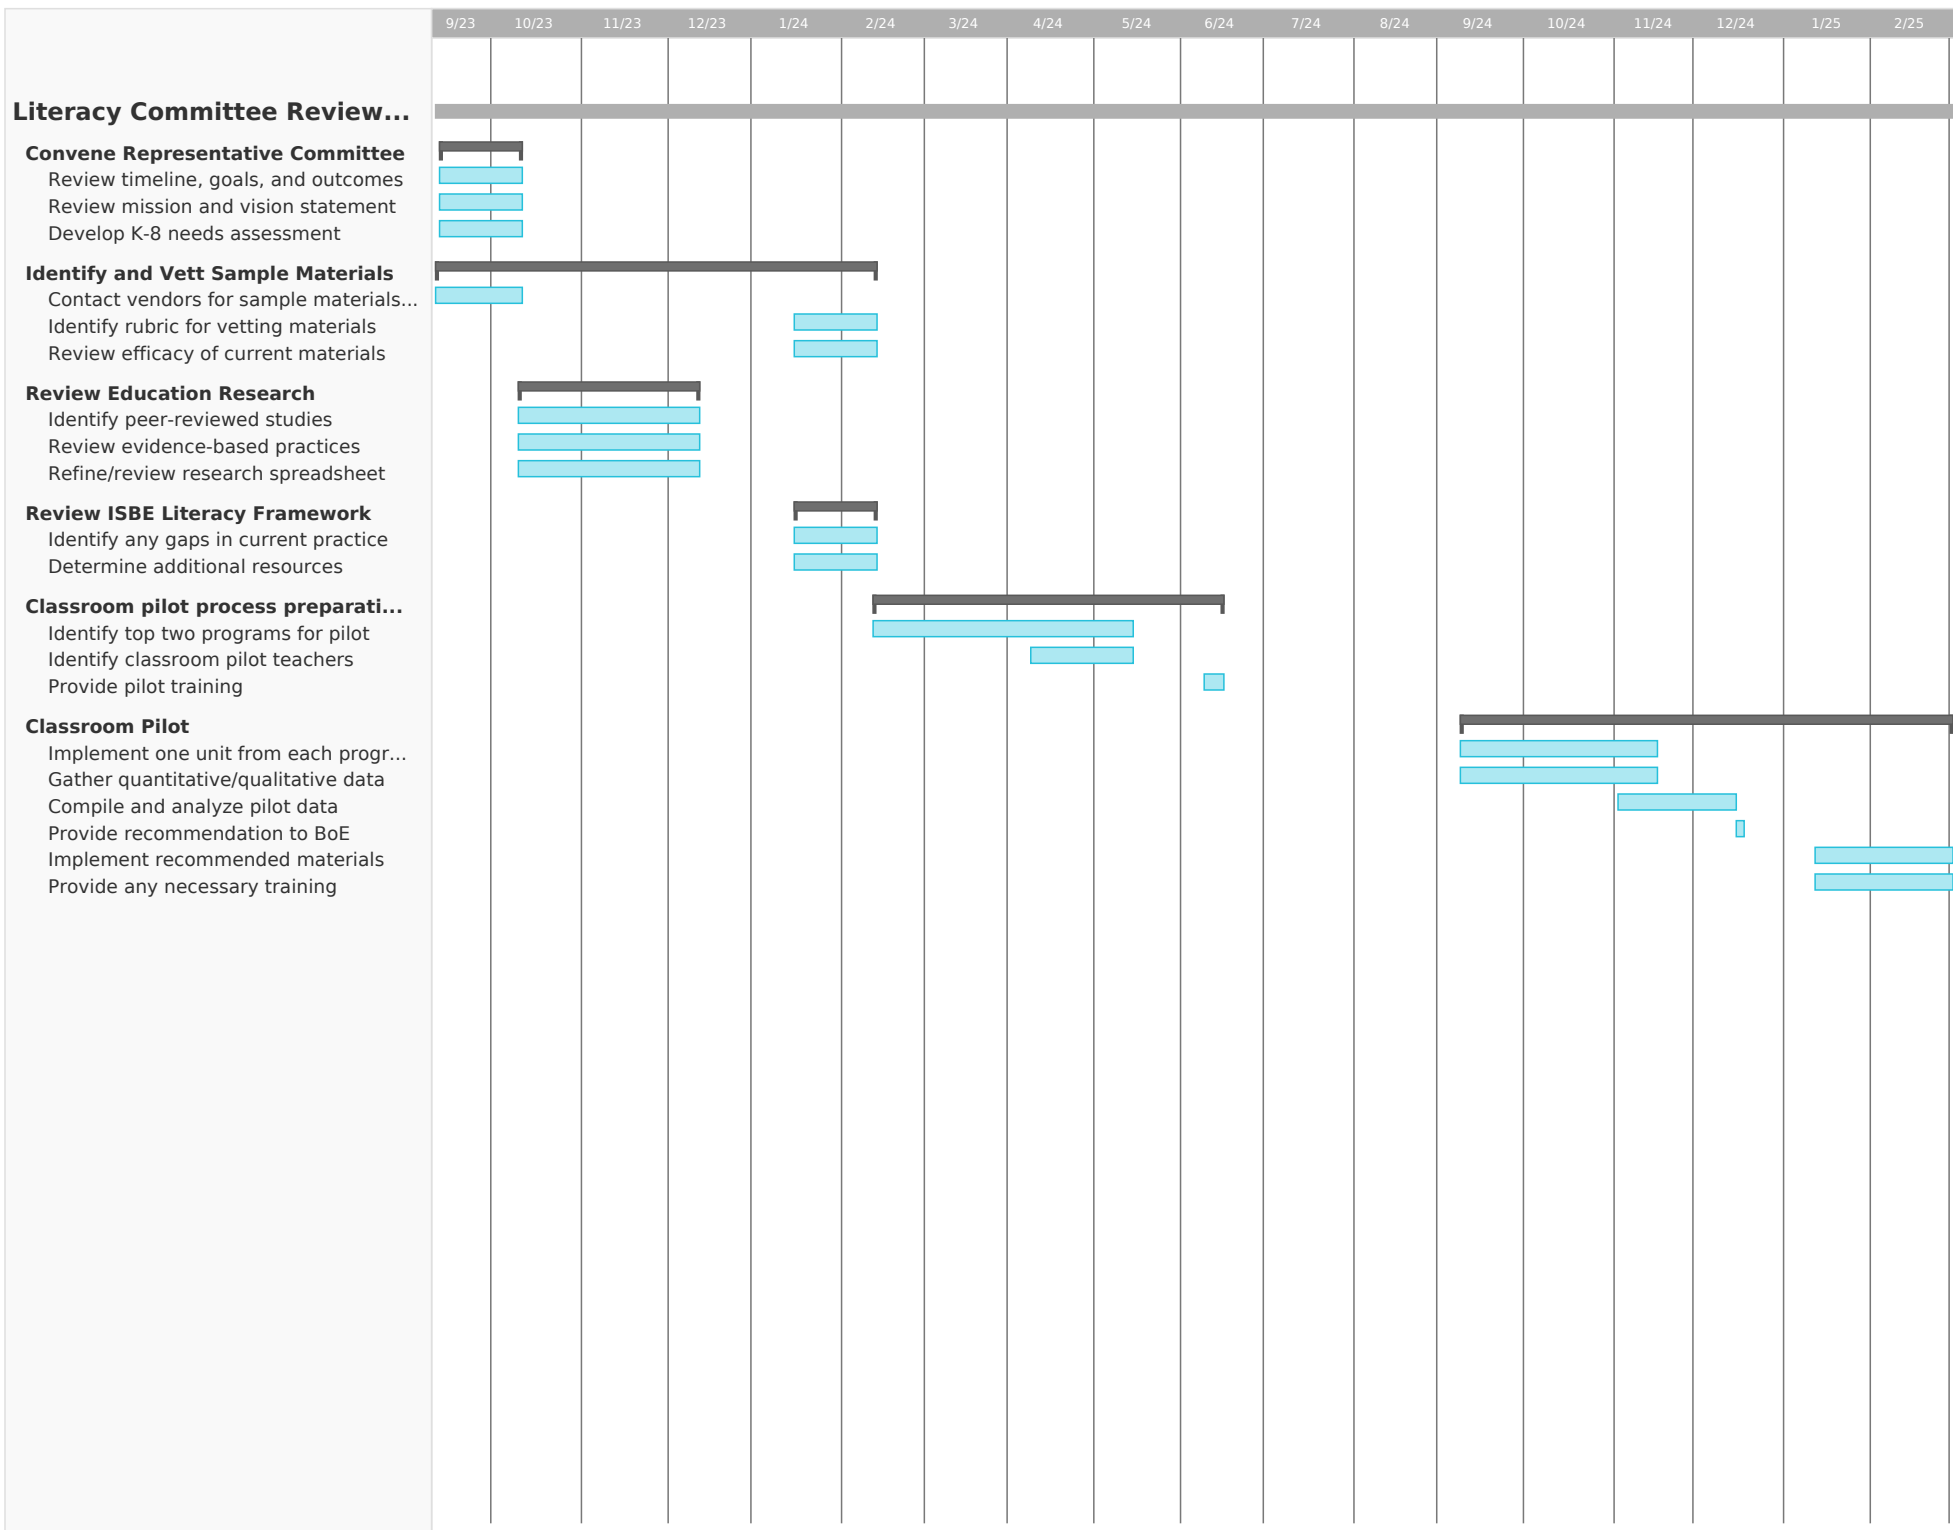 9/23 10/23 11/23 12/23 1/24 2/24 3/24 4/24 5/24 6/24 7/24 8/24 9/24 10/24 11/24 12/24 1/25 2/25
Literacy Committee Review...
Convene Representative Committee
Review timeline, goals, and outcomes
Review mission and vision statement
Develop K-8 needs assessment
Identify and Vett Sample Materials
Contact vendors for sample materials...
Identify rubric for vetting materials
Review efficacy of current materials
Review Education Research
Identify peer-reviewed studies
Review evidence-based practices
Refine/review research spreadsheet
Review ISBE Literacy Framework
Identify any gaps in current practice
Determine additional resources
Classroom pilot process preparati...
Identify top two programs for pilot
Identify classroom pilot teachers
Provide pilot training
Classroom Pilot
Implement one unit from each progr...
Gather quantitative/qualitative data
Compile and analyze pilot data
Provide recommendation to BoE
Implement recommended materials
Provide any necessary training